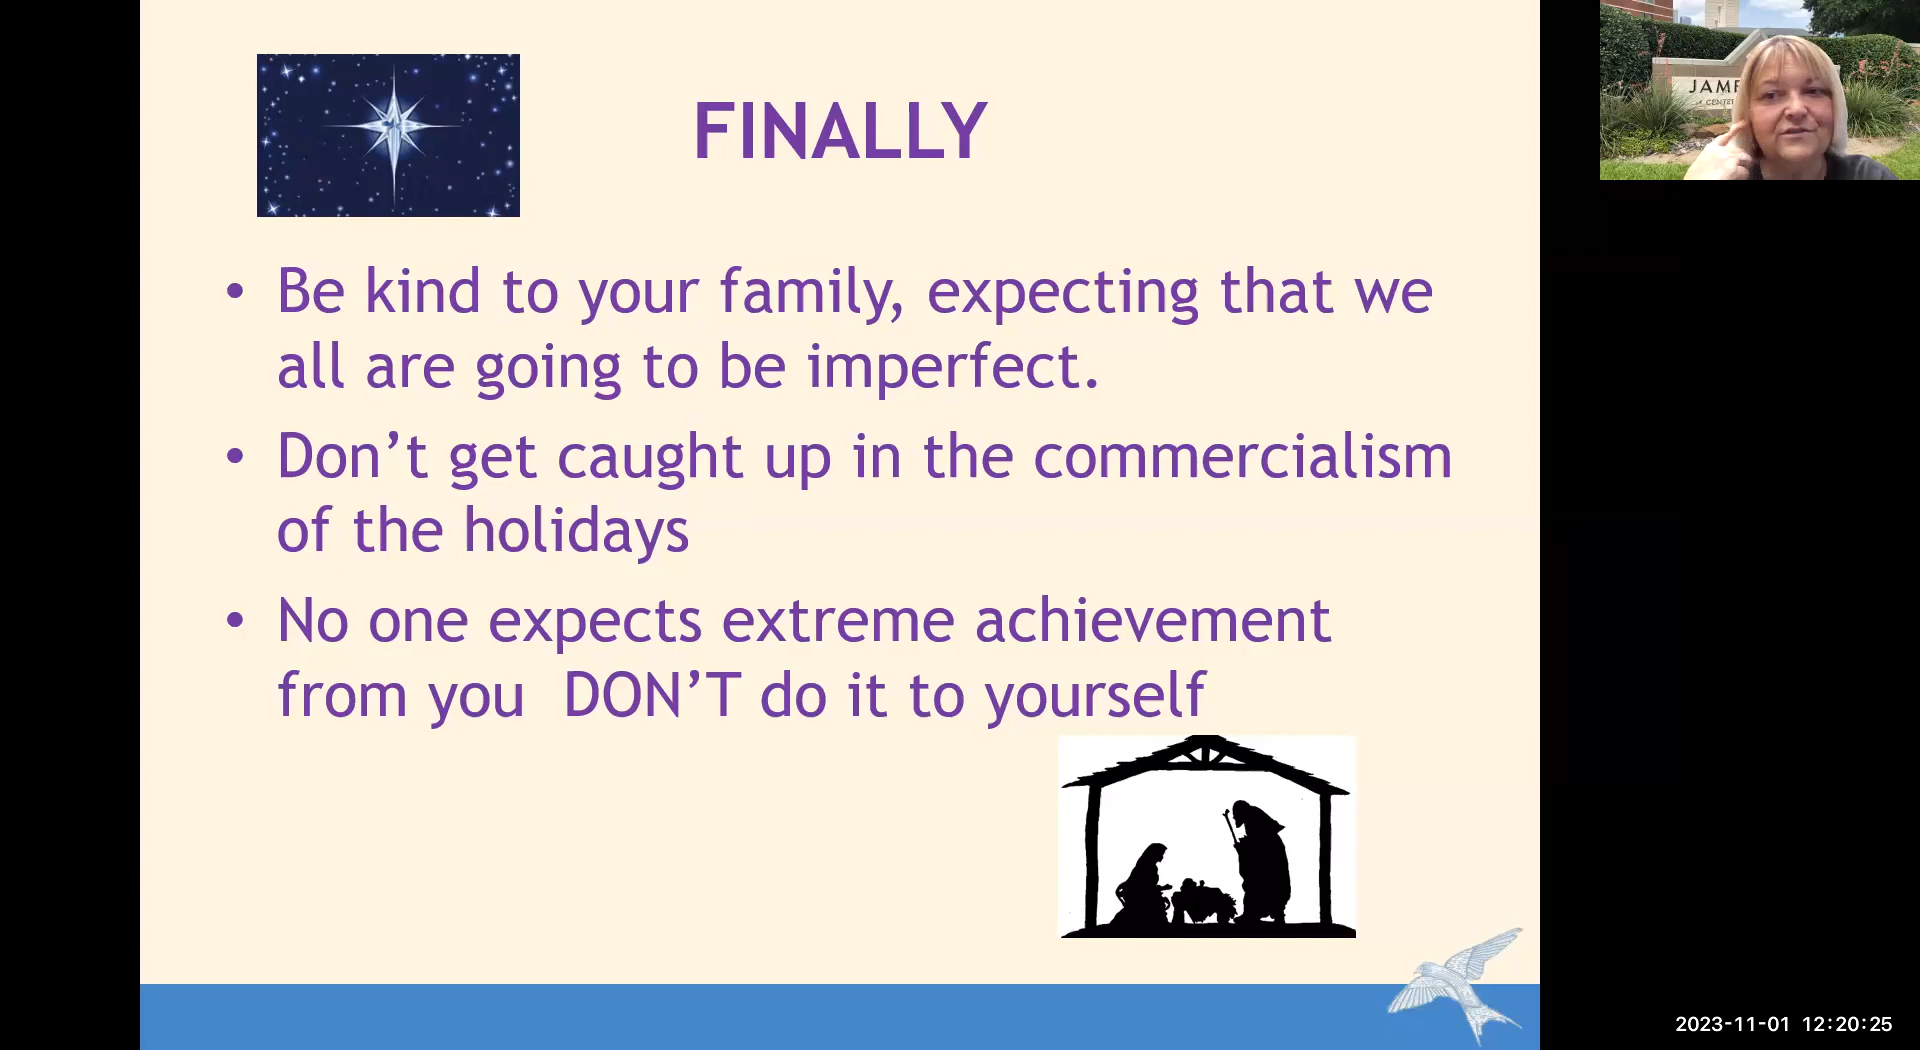 FINALLY
• Be kind to your family, expecting that we
all are going to be imperfect.
• Don’t get caught up in the commercialism
of the holidays
• No one expects extreme achievement
from you  DON’T do it to yourself
2023-11-01 12:20:25